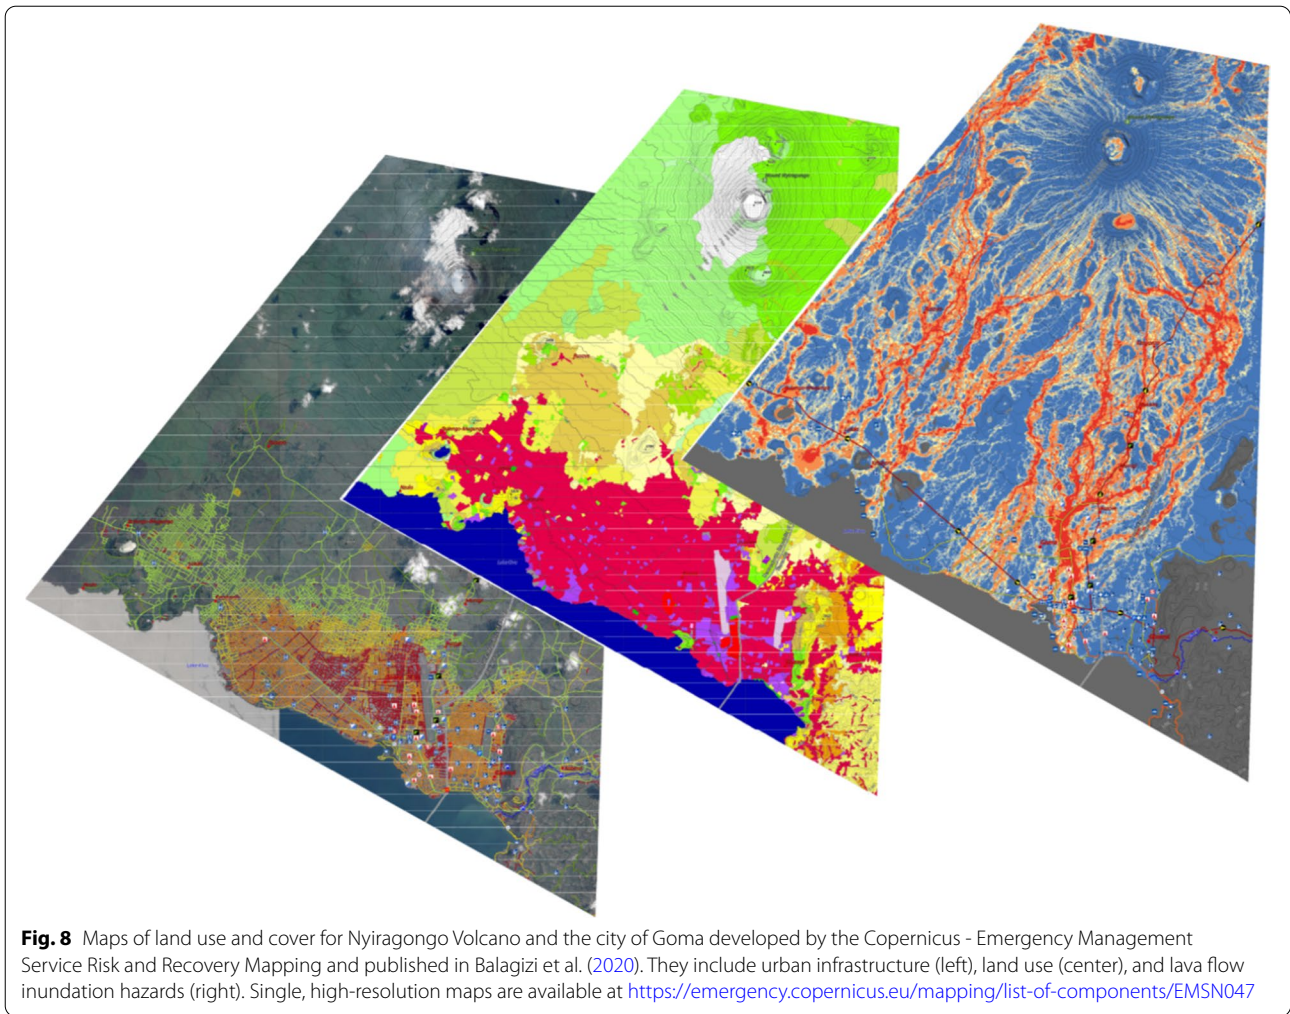 Fig. 8 Maps of land use and cover for Nyiragongo Volcano and the city of Goma developed by the Copernicus - Emergency Management
Service Risk and Recovery Mapping and published in Balagizi et al. (2020). They include urban infrastructure (left), land use (center), and lava flow
inundation hazards (right). Single, high-resolution maps are available at https://emergency.copernicus.eu/mapping/list-of-components/EMSN047